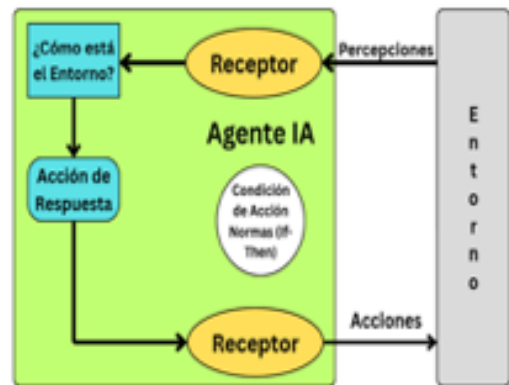 ¿Cómo está
el Entorno?
Receptor
Percepciones
Agente IA
Acción de
Respuesta
Condición
de Acción
Normas (If-
Then)
Receptor
Acciones
Entorno